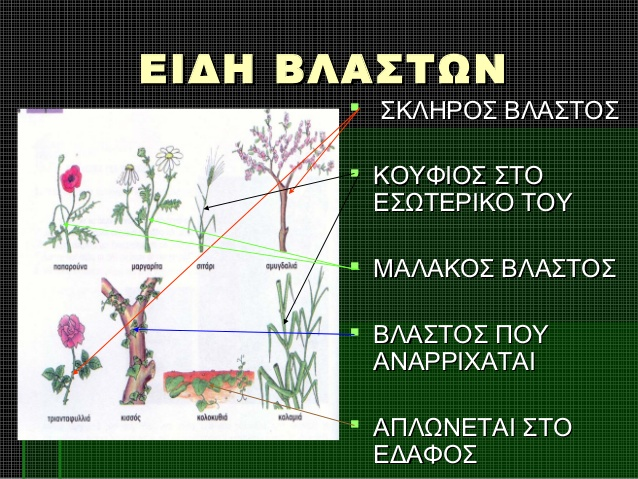 ΕΙΔΗ ΒΛΑΣΤΩΝ
ΣΚΛΗΡΟΣ ΒΛΑΣΤΟΣ
ΚΟΥΦΙΟΣ ΣΤΟ
ΕΣΩΤΕΡΙΚΟ ΤΟΥ
ΜΑΛΑΚΟΣ ΒΛΑΣΤΟΣ
ΒΛΑΣΤΟΣ ΠΟΥ
ΑΝΑΡΡΙΧΑΤΑΙ
ΑΠΛΩΝΕΤΑΙ ΣΤΟ
ΕΔΑΦΟΣ
παπαρούνα μαργαρίτα σιτάρι αμυγδαλιά
τριανταφυλλιά κισσός κολοκυθιά καλαμιά